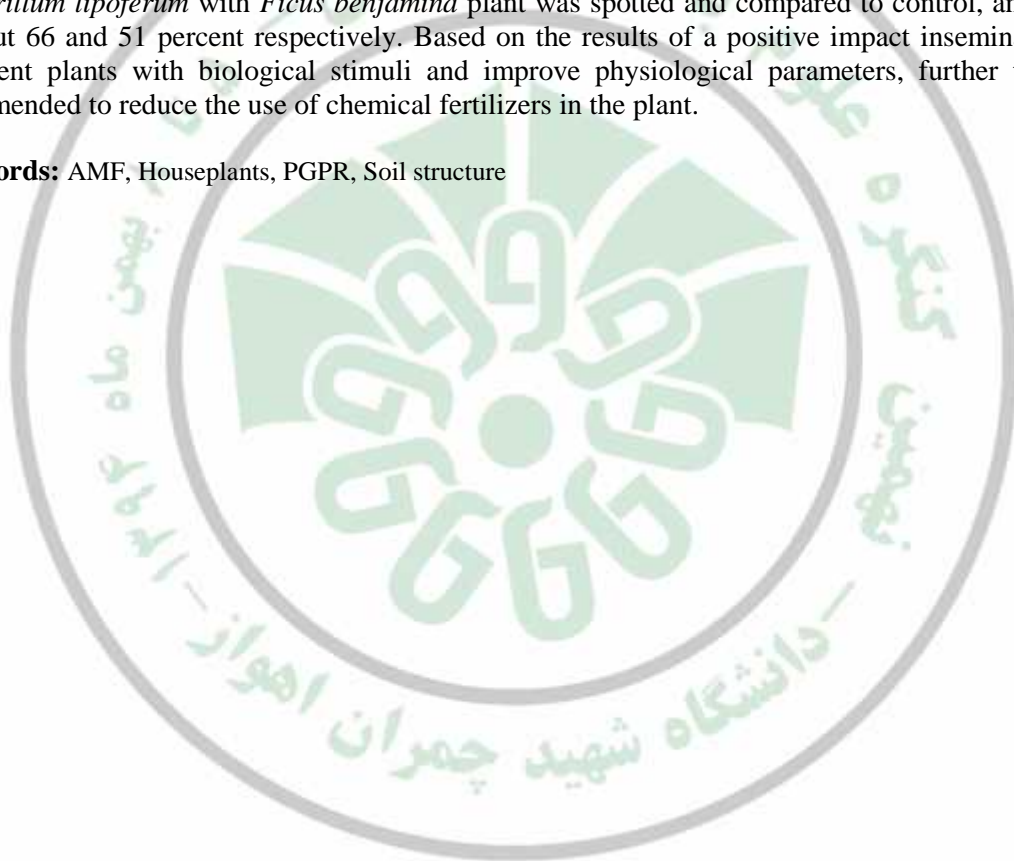 rillum lipoferum with Ficus benjamina plant was spotted and compared to control, an
ut 66 and 51 percent respectively. Based on the results of a positive impact insemin
ent plants with biological stimuli and improve physiological parameters, further
mended to reduce the use of chemical fertilizers in the plant.
ords: AMF, Houseplants, PGPR, Soil structure
نهمین کنگره علوم
بهمن ماه ۱۳۹۴
دانشگاه شهید چمران اهواز